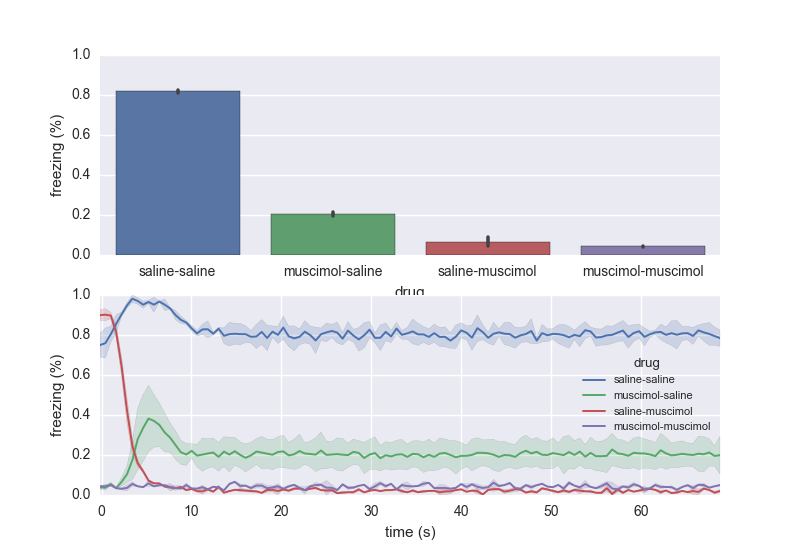 1.0
0.8
0.6
0.4
0.2
0.0
freezing (%)
saline-saline muscimol-saline saline-muscimol muscimol-muscimol
drug
1.0
0.8
0.6
0.4
0.2
0.0
freezing (%)
drug
saline-saline
muscimol-saline
saline-muscimol
muscimol-muscimol
0 10 20 30 40 50 60
time (s)